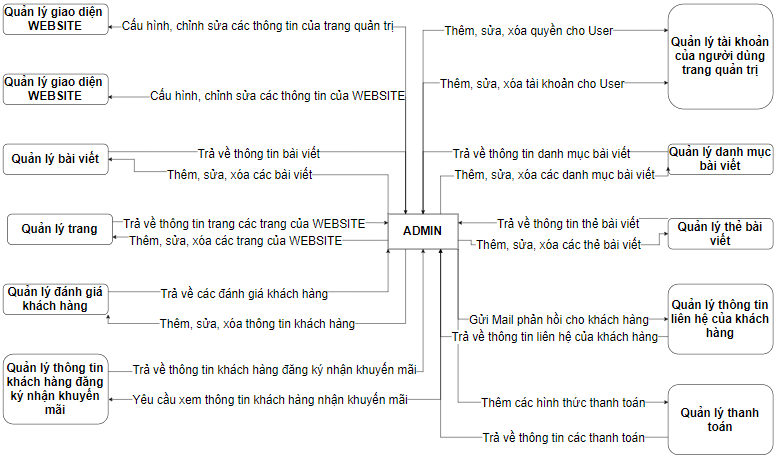 Quản lý giao diện
WEBSITE
Cấu hình, chỉnh sửa các thông tin của trang quản trị
Thêm, sửa, xóa quyền cho User
Quản lý tài khoản
của người dùng
trang quản trị
Quản lý giao diện
WEBSITE
Cấu hình, chỉnh sửa các thông tin của WEBSITE
Thêm, sửa, xóa tài khoản cho User
Quản lý bài viết
Trả về thông tin bài viết
Thêm, sửa, xóa các bài viết
Trả về thông tin danh mục bài viết
Thêm, sửa, xóa các danh mục bài viết
Quản lý danh mục
bài viết
Quản lý trang
Trả về thông tin trang các trang của WEBSITE
Thêm, sửa, xóa các trang của WEBSITE
ADMIN
Trả về thông tin thẻ bài viết
Thêm, sửa, xóa các thẻ bài viết
Quản lý thẻ bài
viết
Quản lý đánh giá
khách hàng
Trả về các đánh giá khách hàng
Thêm, sửa, xóa thông tin khách hàng
Gửi Mail phản hồi cho khách hàng
Trả về thông tin liên hệ của khách hàng
Quản lý thông tin
liên hệ của khách
hàng
Quản lý thông tin
khách hàng đăng
ký nhận khuyến
mãi
Trả về thông tin khách hàng đăng ký nhận khuyến mãi
Yêu cầu xem thông tin khách hàng nhận khuyến mãi
Thêm các hình thức thanh toán
Trả về thông tin các thanh toán
Quản lý thanh
toán